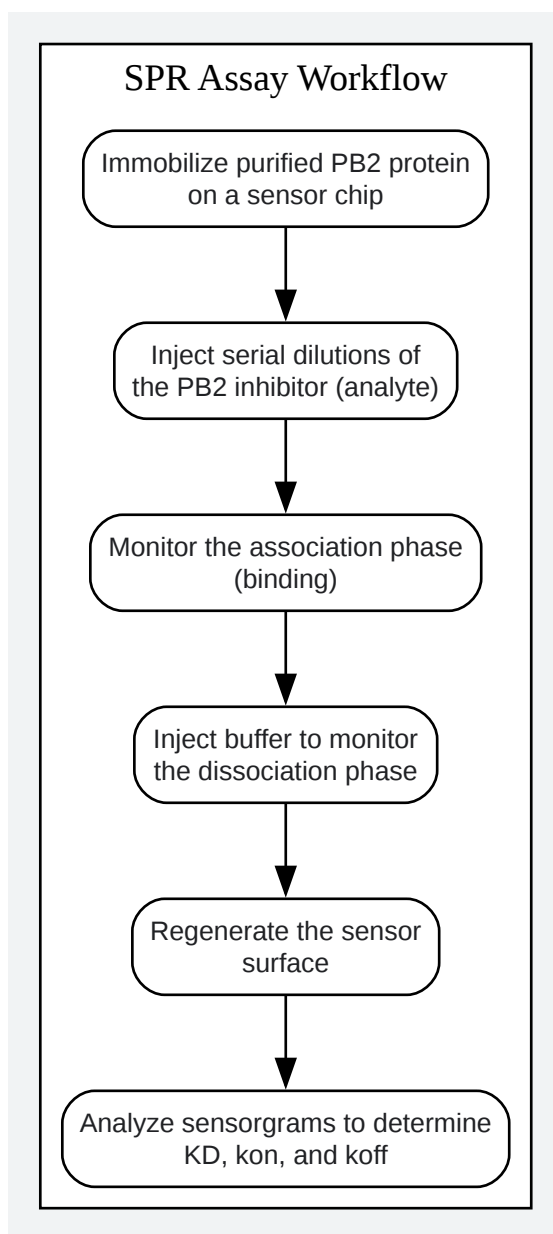 SPR Assay Workflow
Immobilize purified PB2 protein
on a sensor chip
Inject serial dilutions of
the PB2 inhibitor (analyte)
Monitor the association phase
(binding)
Inject buffer to monitor
the dissociation phase
Regenerate the sensor
surface
Analyze sensorgrams to determine
KD, kon, and koff